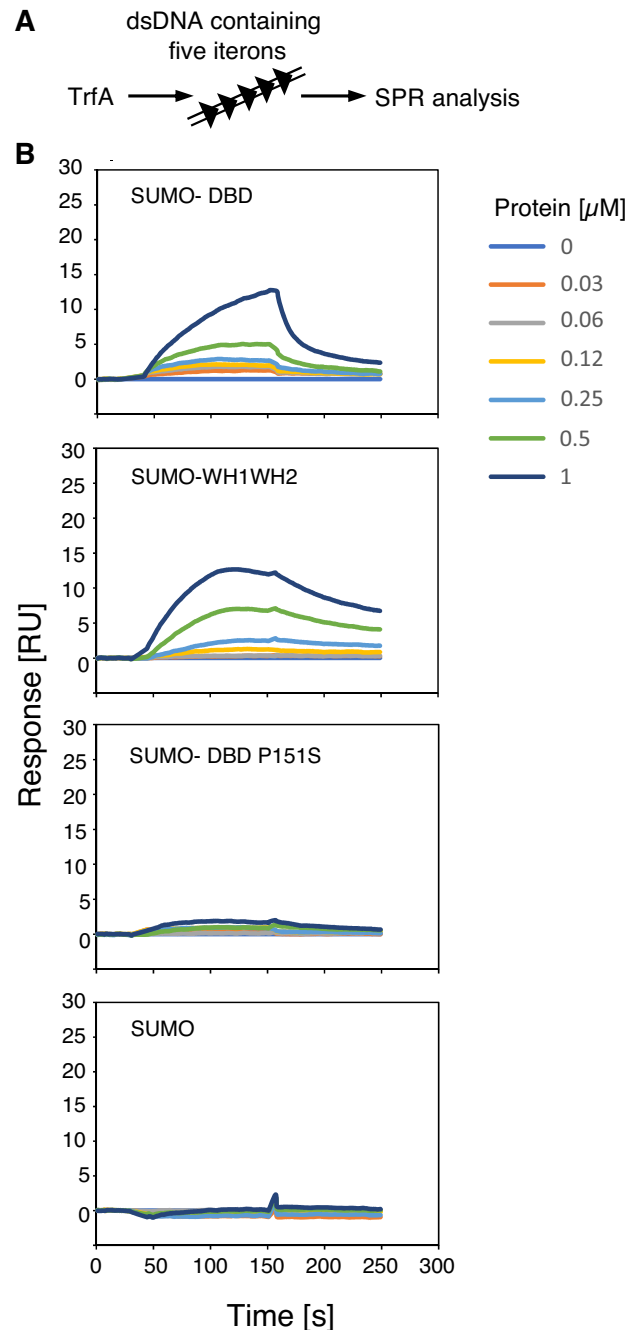 A
dsDNA containing
five iterons
TrfA
SPR analysis
B
30
25
20
15
10
5
0
SUMO- DBD
Protein [µM]
0
0.03
0.06
0.12
0.25
0.5
1
30
25
20
15
10
5
0
SUMO-WH1WH2
Response [RU]
30
25
20
15
10
5
0
SUMO- DBD P151S
30
25
20
15
10
5
0
SUMO
0 50 100 150 200 250 300
Time [s]